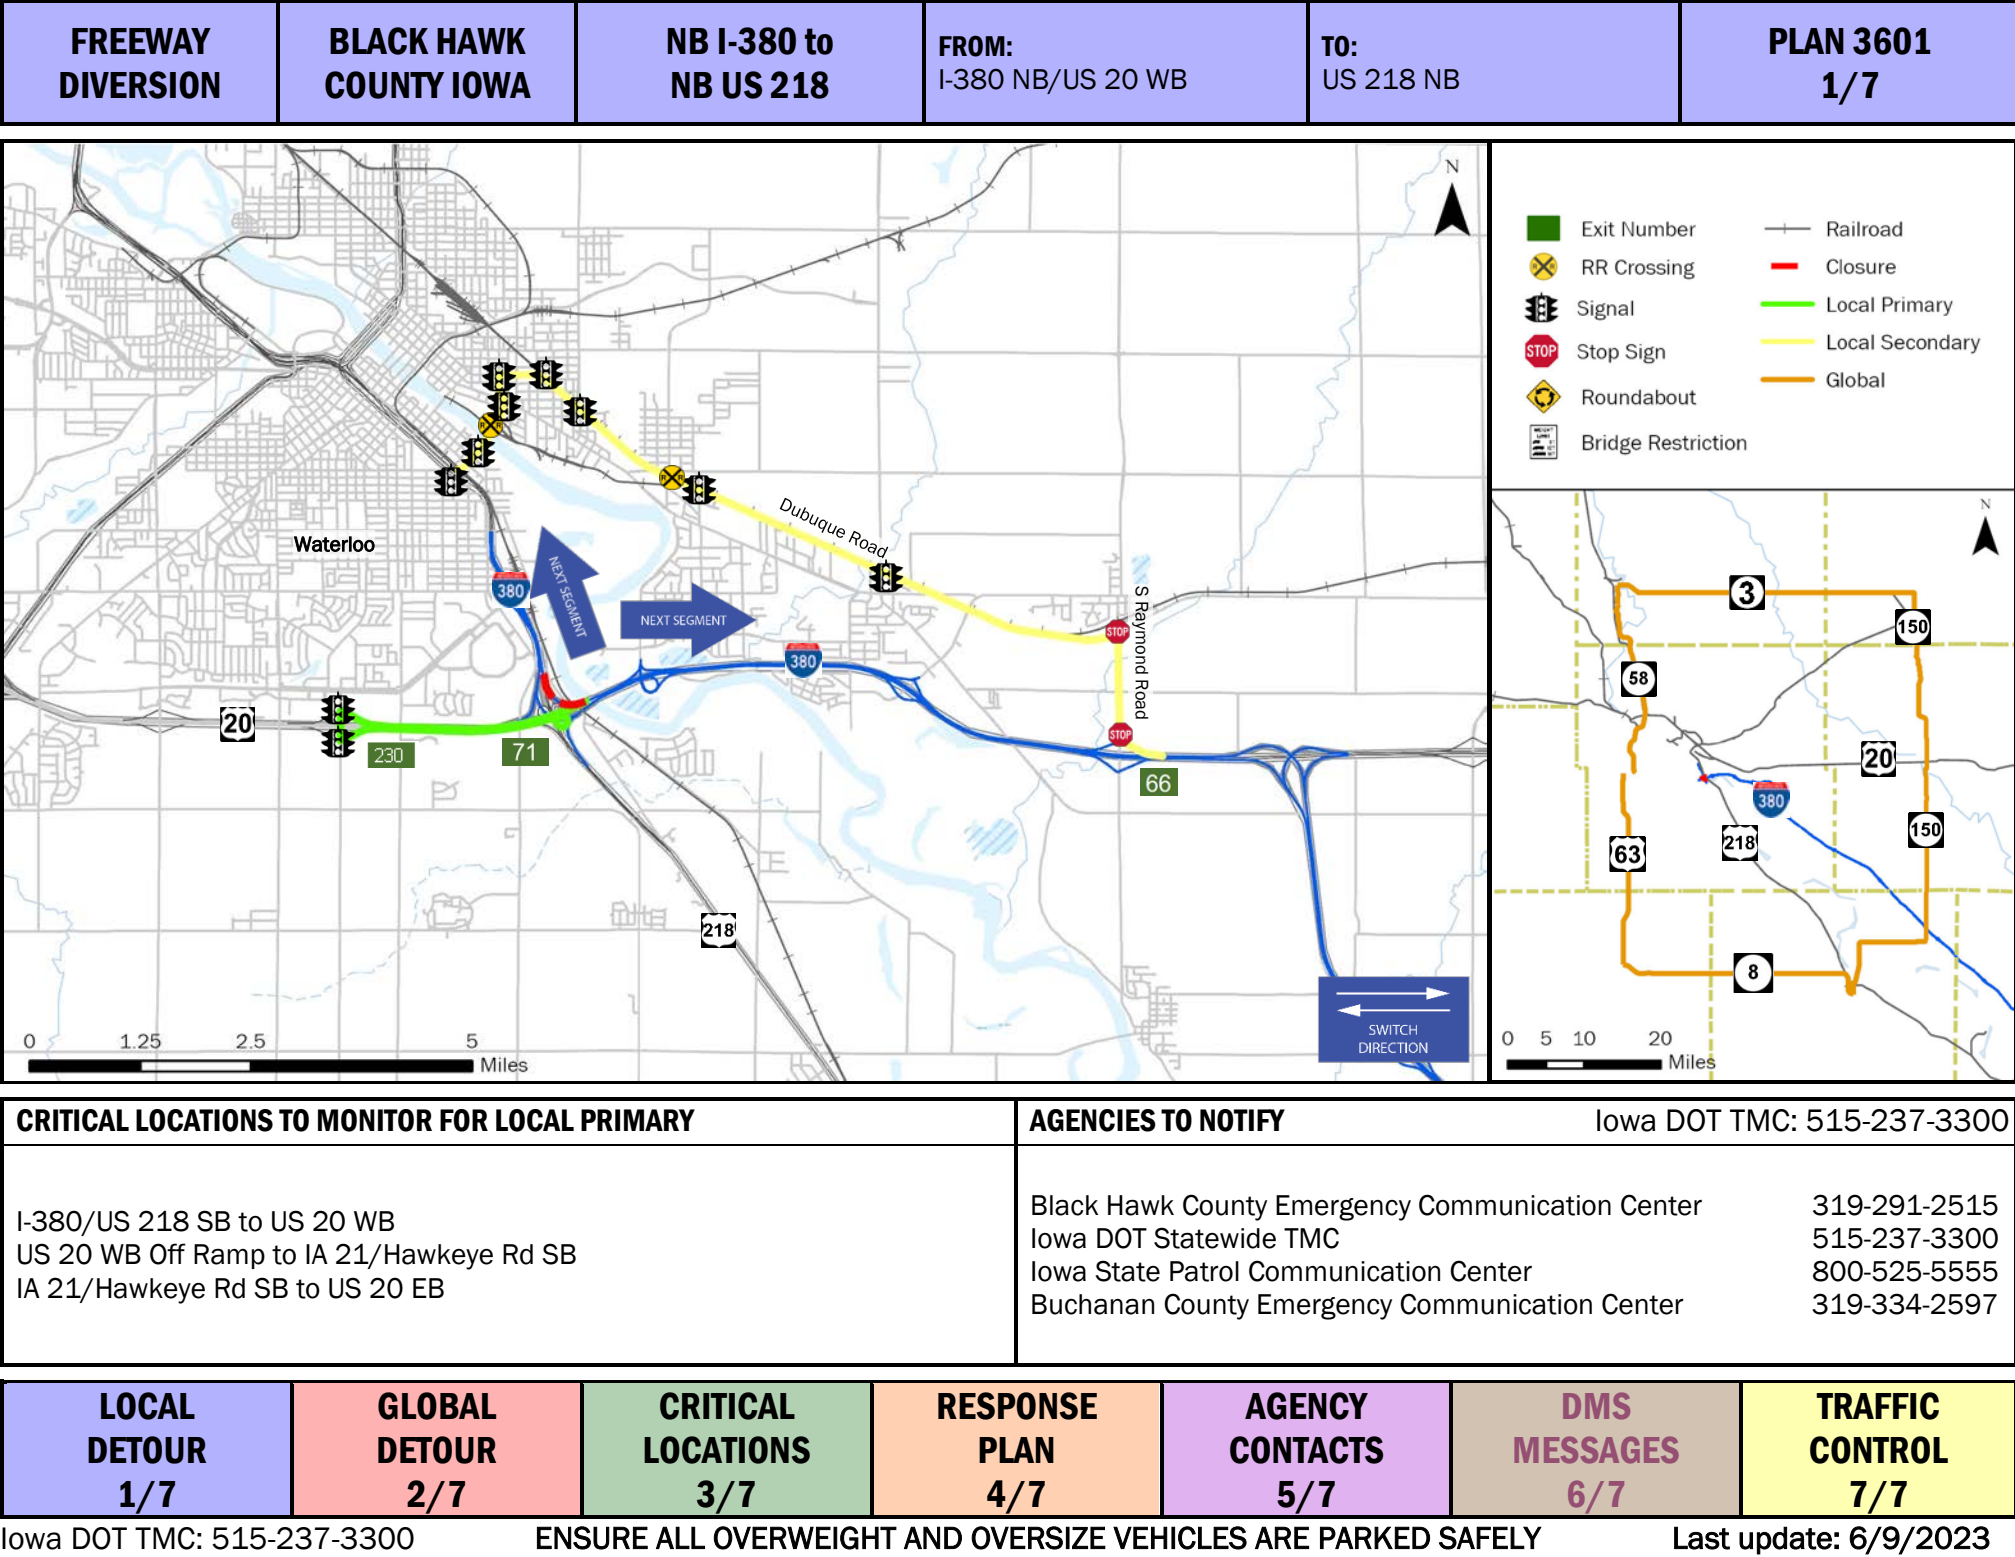 FREEWAY
DIVERSION
BLACK HAWK
COUNTY IOWA
NB I-380 to
NB US 218
FROM:
I-380 NB/US 20 WB
TO:
US 218 NB
PLAN 3601
1/7
N
Dubuque Road
Waterloo
380
NEXT SEGMENT
NEXT SEGMENT
STOP
S Raymond Road
380
20
STOP
230
71
66
218
SWITCH
DIRECTION
0 1.25 2.5 5
Miles
Exit Number
RR Crossing
Signal
STOP
Stop Sign
Roundabout
Bridge Restriction
Railroad
Closure
Local Primary
Local Secondary
Global
N
3
150
58
20
380
150
218
63
8
0 5 10 20
Miles
CRITICAL LOCATIONS TO MONITOR FOR LOCAL PRIMARY
I-380/US 218 SB to US 20 WB
US 20 WB Off Ramp to IA 21/Hawkeye Rd SB
IA 21/Hawkeye Rd SB to US 20 EB
AGENCIES TO NOTIFY Iowa DOT TMC: 515-237-3300
Black Hawk County Emergency Communication Center 319-291-2515
Iowa DOT Statewide TMC 515-237-3300
Iowa State Patrol Communication Center 800-525-5555
Buchanan County Emergency Communication Center 319-334-2597
LOCAL
DETOUR
1/7
GLOBAL
DETOUR
2/7
CRITICAL
LOCATIONS
3/7
RESPONSE
PLAN
4/7
AGENCY
CONTACTS
5/7
DMS
MESSAGES
6/7
TRAFFIC
CONTROL
7/7
Iowa DOT TMC: 515-237-3300 ENSURE ALL OVERWEIGHT AND OVERSIZE VEHICLES ARE PARKED SAFELY Last update: 6/9/2023